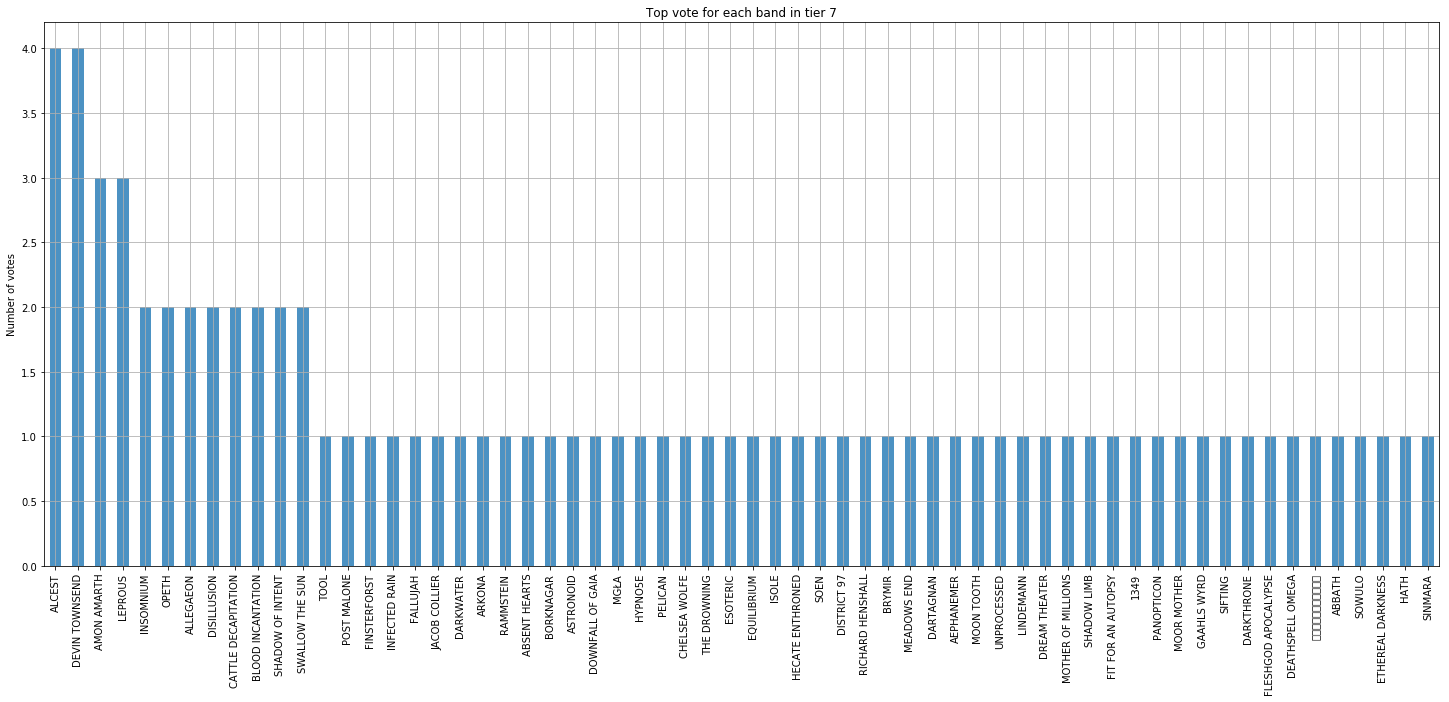 Top vote for each band in tier 7
Number of votes
4.0
3.5
3.0
2.5
2.0
1.5
1.0
0.5
0.0
ALCEST
DEVIN TOWNSEND
AMON AMARTH
LEPROUS
INSOMNIUM
OPETH
ALLEGAEON
DISILLUSION
CATTLE DECAPITATION
BLOOD INCANTATION
SHADOW OF INTENT
SWALLOW THE SUN
TOOL
POST MALONE
FINSTERFORST
INFECTED RAIN
FALLUJAH
JACOB COLLIER
DARKWATER
ARKONA
RAMMSTEIN
ABSENT HEARTS
BORKNAGAR
ASTRONOID
DOWNFALL OF GAIA
MGŁA
HYPNO5E
PELICAN
CHELSEA WOLFE
THE DROWNING
ESOTERIC
EQUILIBRIUM
ISOLE
HECATE ENTHRONED
SOEN
DISTRICT 97
RICHARD HENSHALL
BRYMIR
MEADOWS END
DARTAGNAN
AEPHANEMER
MOON TOOTH
UNPROCESSED
LINDEMANN
DREAM THEATER
MOTHER OF MILLIONS
SHADOW LIMB
FIT FOR AN AUTOPSY
1349
PANOPTICON
MOOR MOTHER
GAAHLS WYRD
SIFTING
DARKTHRONE
FLESHGOD APOCALYPSE
DEATHSPELL OMEGA
ABBATH
SOWULO
ETHEREAL DARKNESS
HATH
SINMARA